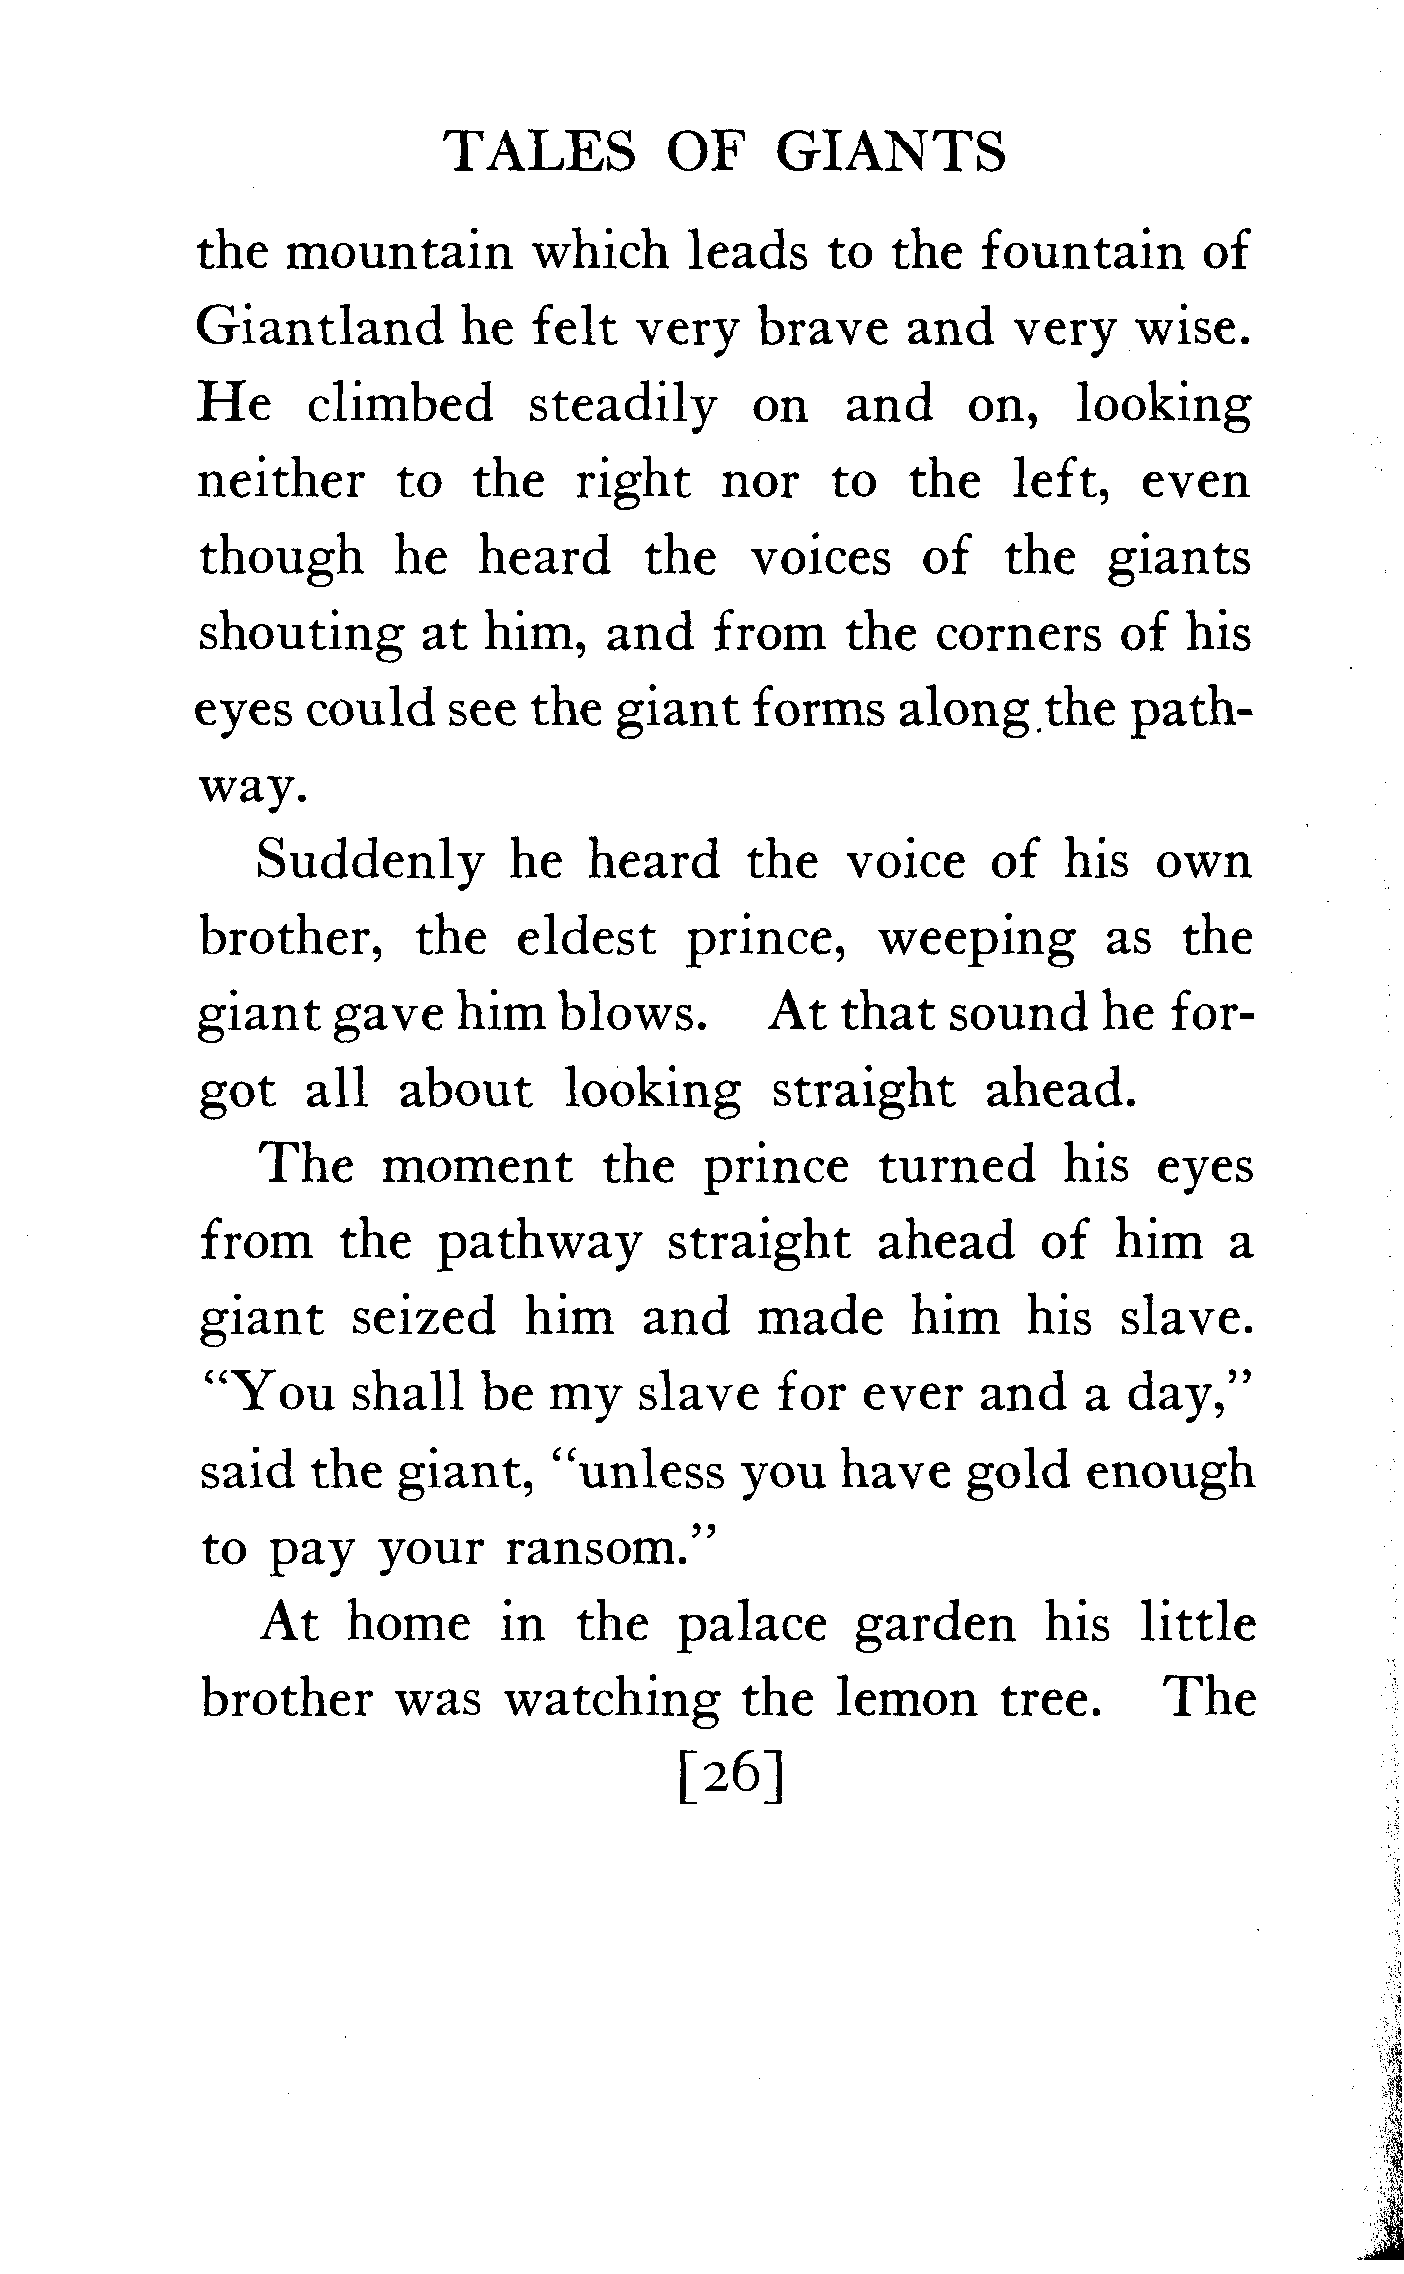 TALES OF GIANTS
the mountain which leads to the fountain of
Giantland he felt very brave and very wise.
He climbed steadily on and on, looking
neither to the right nor to the left, even
though he heard the voices of the giants
shouting at him, and from the corners of his
eyes could see the giant forms along the path-
way.
Suddenly he heard the voice of his own
brother, the eldest prince, weeping as the
giant gave him blows. At that sound he for-
got all about looking straight ahead.
The moment the prince turned his eyes
from the pathway straight ahead of him a
giant seized him and made him his slave.
“You shall be my slave for ever and a day,”
said the giant, “unless you have gold enough
to pay your ransom.”
At home in the palace garden his little
brother was watching the lemon tree. The
[26]